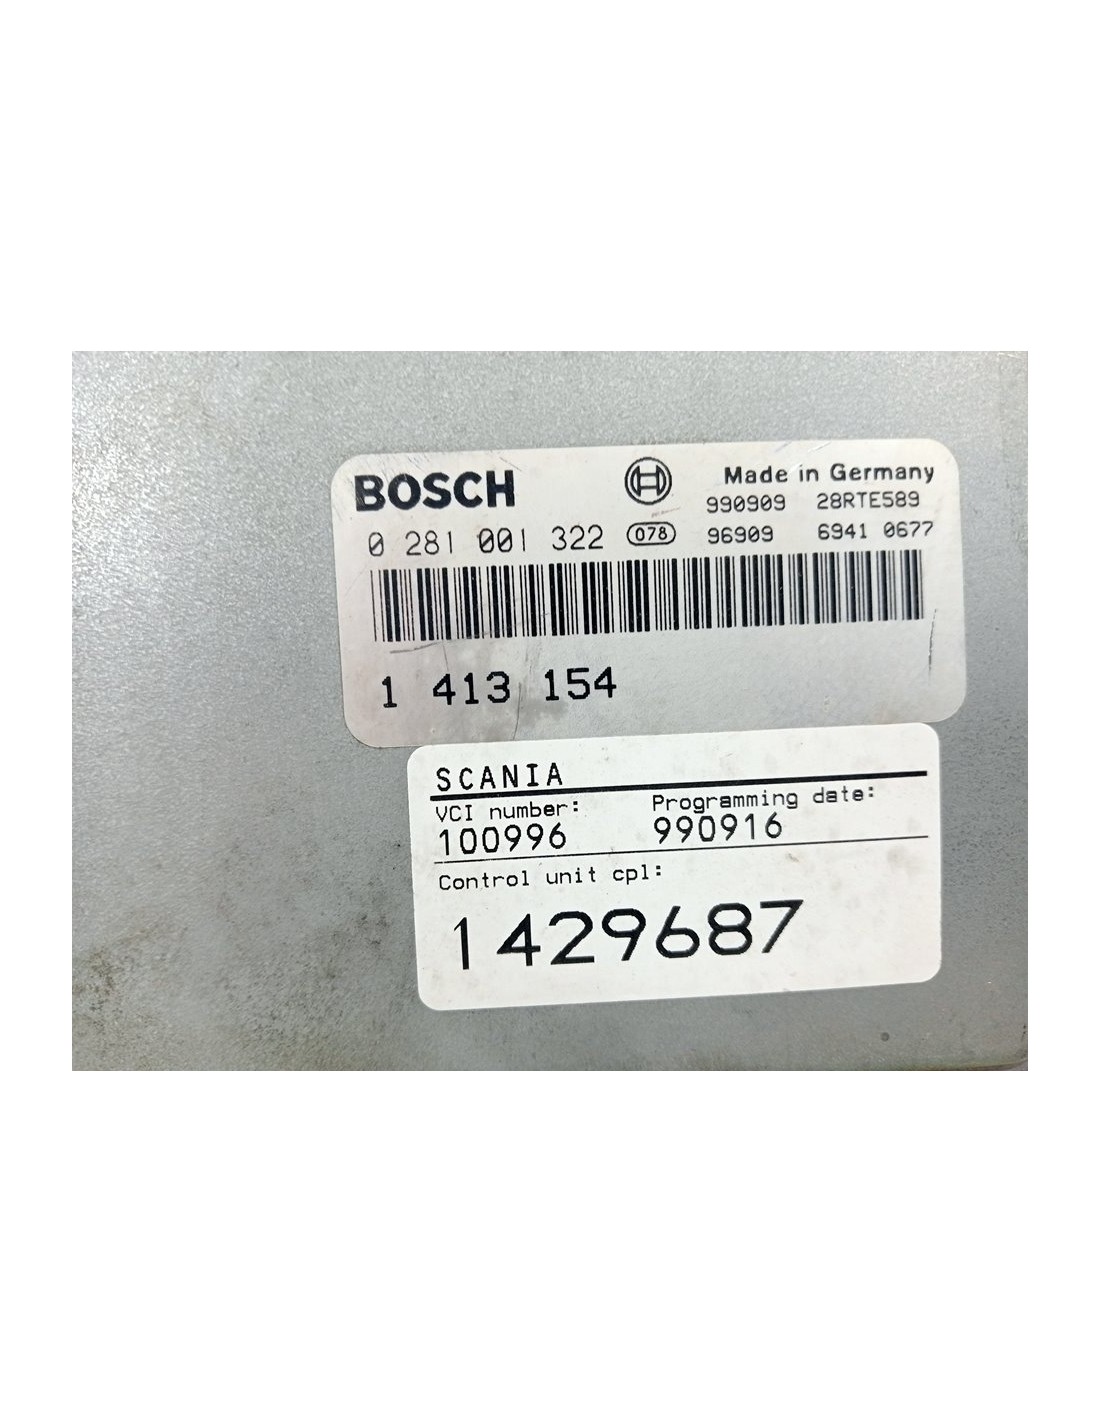 BOSCH
Made in Germany
990909 28RTE589
0 281 001 322 078 96909 6941 0677
1 413 154
SCANIA
VCI number: Programming date:
100996 990916
Control unit cpl:
1429687